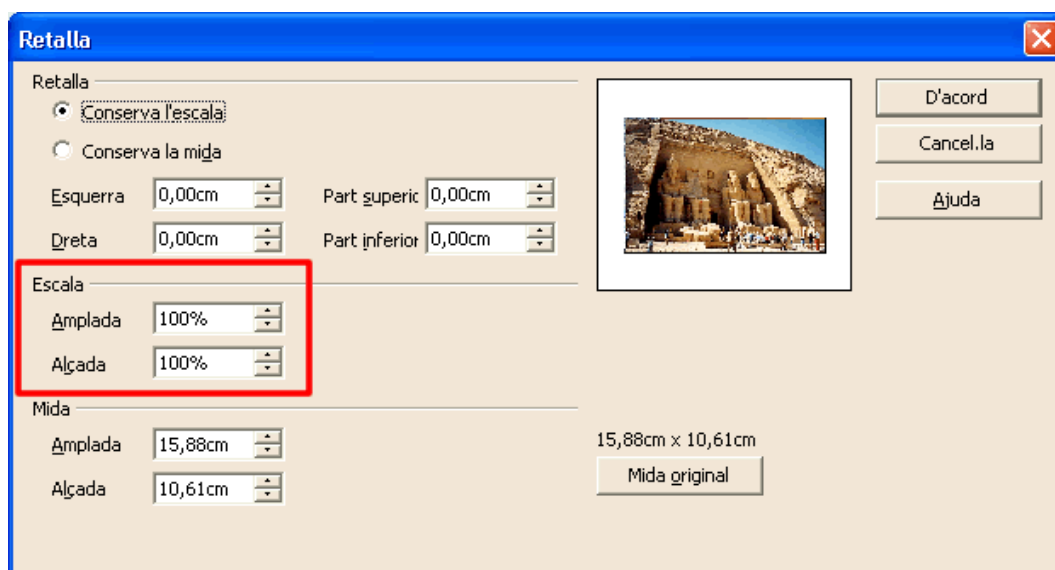 Retalla
Retalla
Conserva l'escala
Conserva la mida
Esquerra 0,00cm Part superic 0,00cm
Dreta 0,00cm Part inferior 0,00cm
Escala
Amplada 100%
Alçada 100%
Mida
Amplada 15,88cm
Alçada 10,61cm
15,88cm x 10,61cm
Mida original
D'acord
Cancel.la
Ajuda